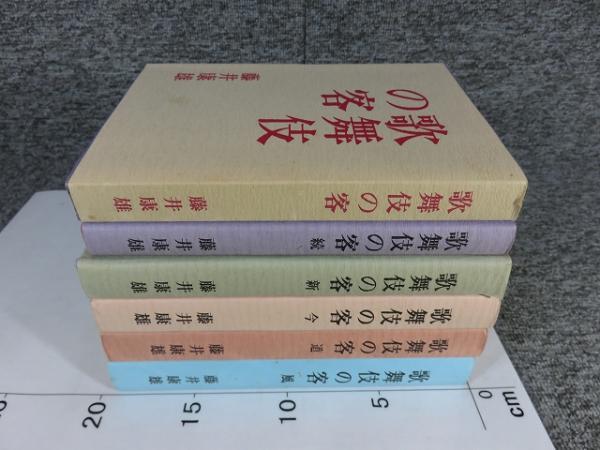 歌舞伎
の客
藤井康雄
歌舞伎の客 藤井康雄
歌舞伎の客 続 藤井康雄
歌舞伎の客 新 藤井康雄
歌舞伎の客 今 藤井康雄
歌舞伎の客 道 藤井康雄
歌舞伎の客 風 藤井康雄
20 15 10 5 0 cm